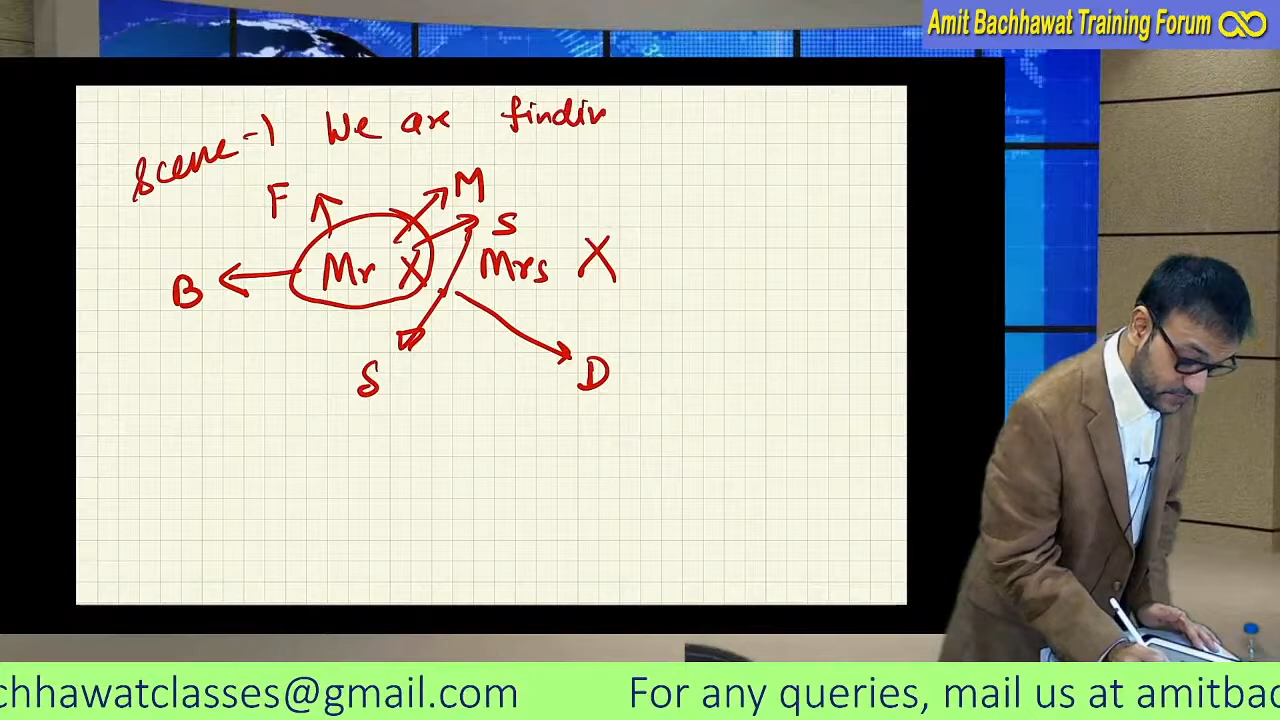 Amit Bachhawat Training Forum
Scene-1 We are findin
F M
S
B Mr X Mrs X
S D
chhawatclasses@gmail.com For any queries, mail us at amitbac